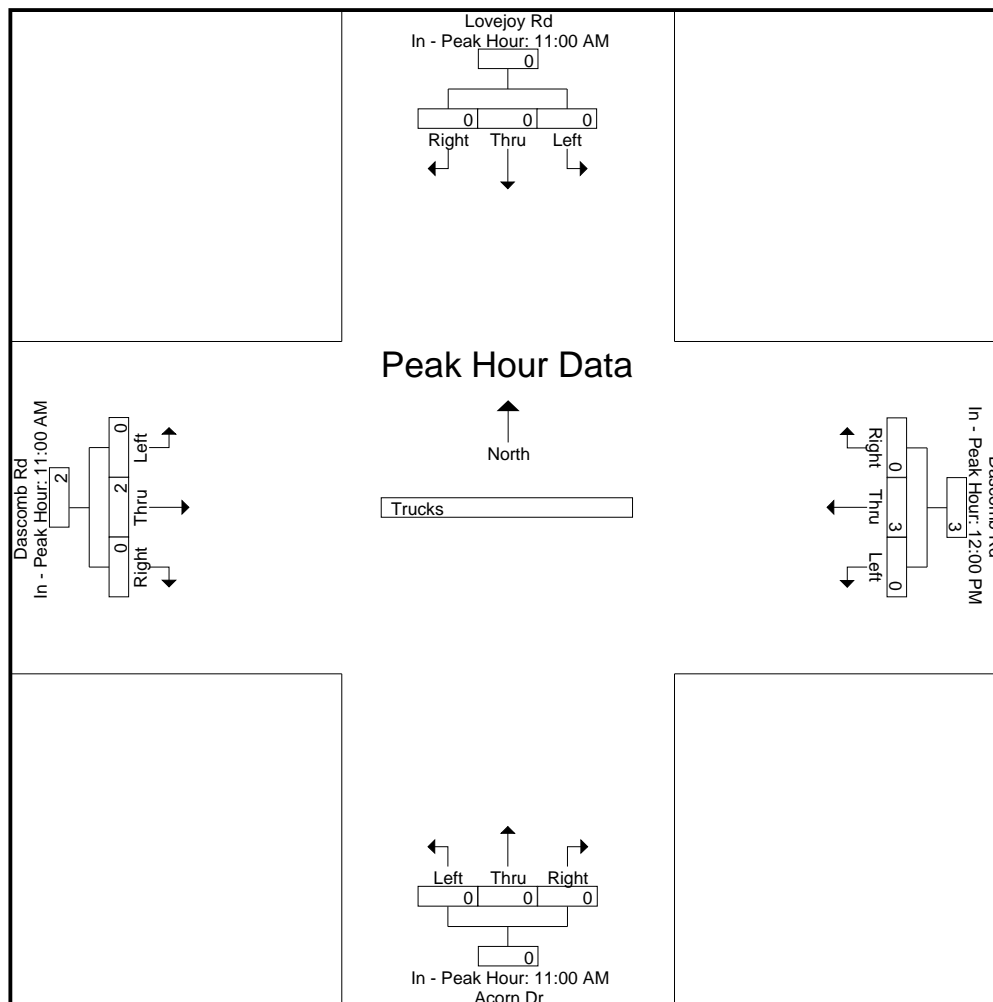 Lovejoy Rd
In - Peak Hour: 11:00 AM
0
0 0 0
Right Thru Left
Peak Hour Data
North
Trucks
Dascomb Rd
In - Peak Hour: 11:00 AM
2
0 2 0
Left Thru Right
Dascomb Rd
In - Peak Hour: 12:00 PM
3
0 3 0
Right Thru Left
Left Thru Right
0 0 0
0
In - Peak Hour: 11:00 AM
Acorn Dr